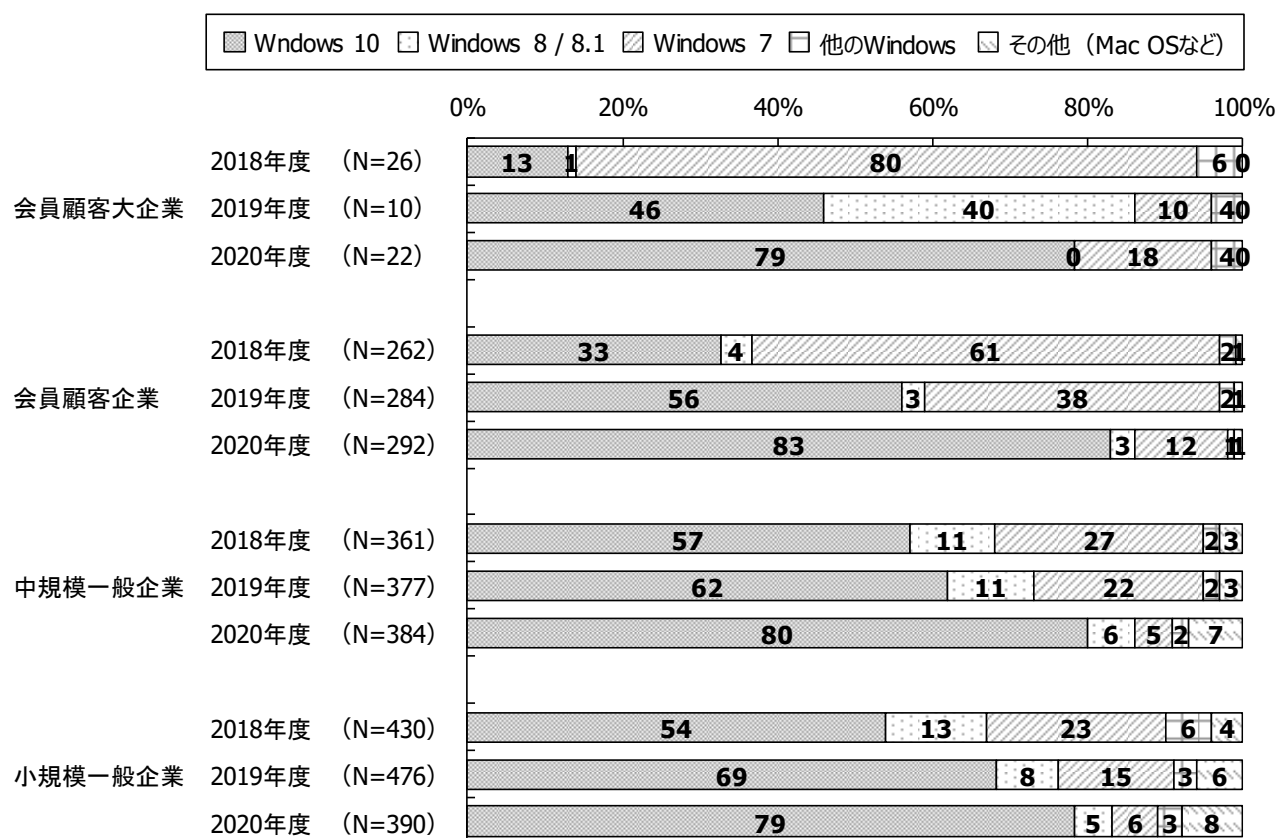 Wndows 10 Windows 8 / 8.1 Windows 7 他のWindows その他（Mac OSなど）
0% 20% 40% 60% 80% 100%
2018年度 （N=26） 13 1 80 6 0
会員顧客大企業 2019年度 （N=10） 46 40 10 4 0
2020年度 （N=22） 79 0 18 4 0
2018年度 （N=262） 33 4 61 2 1
会員顧客企業 2019年度 （N=284） 56 3 38 2 1
2020年度 （N=292） 83 3 12 1 1
2018年度 （N=361） 57 11 27 2 3
中規模一般企業 2019年度 （N=377） 62 11 22 2 3
2020年度 （N=384） 80 6 5 2 7
2018年度 （N=430） 54 13 23 6 4
小規模一般企業 2019年度 （N=476） 69 8 15 3 6
2020年度 （N=390） 79 5 6 3 8